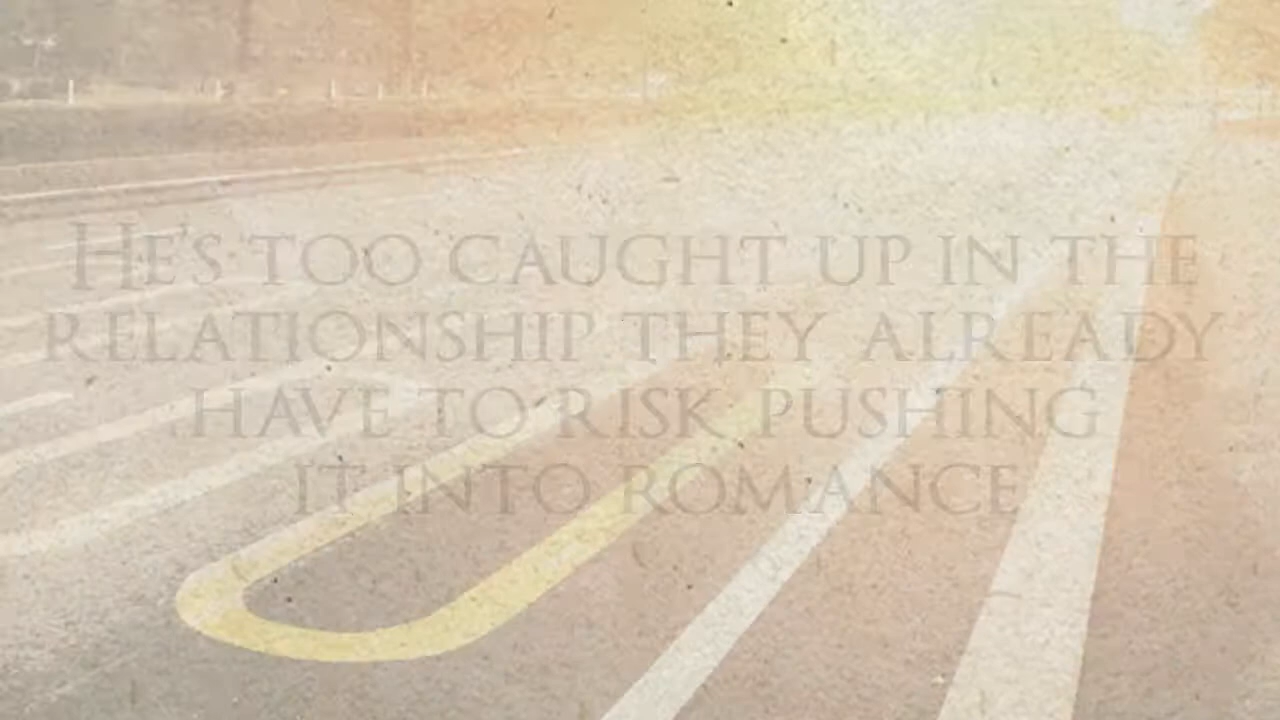 He's too caught up in the
relationship they already
have to risk pushing
it into romance